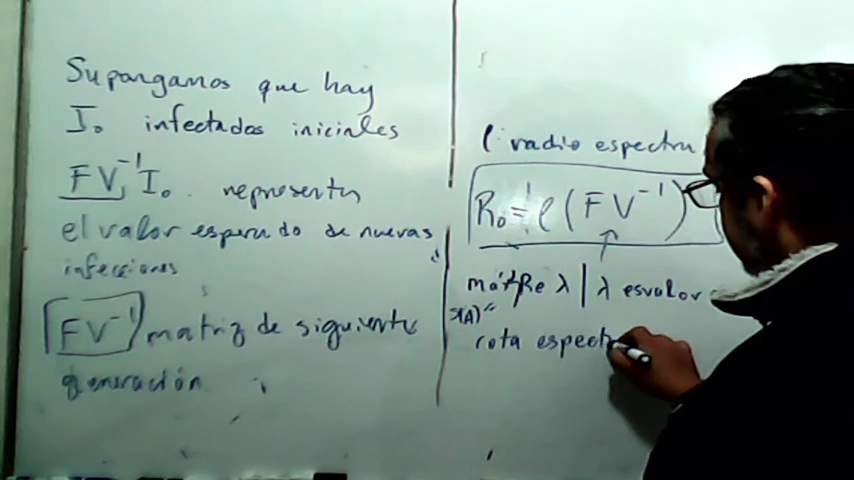 Supongamos que hay
I₀ infectados iniciales
FV⁻¹I₀ representa
el valor esperado de nuevas
infecciones
FV⁻¹ matriz de siguiente
generación
ρ: radio espectr
R₀ = ρ(FV⁻¹)
máx{Re λ | λ es valor
s(A)=
cota espect